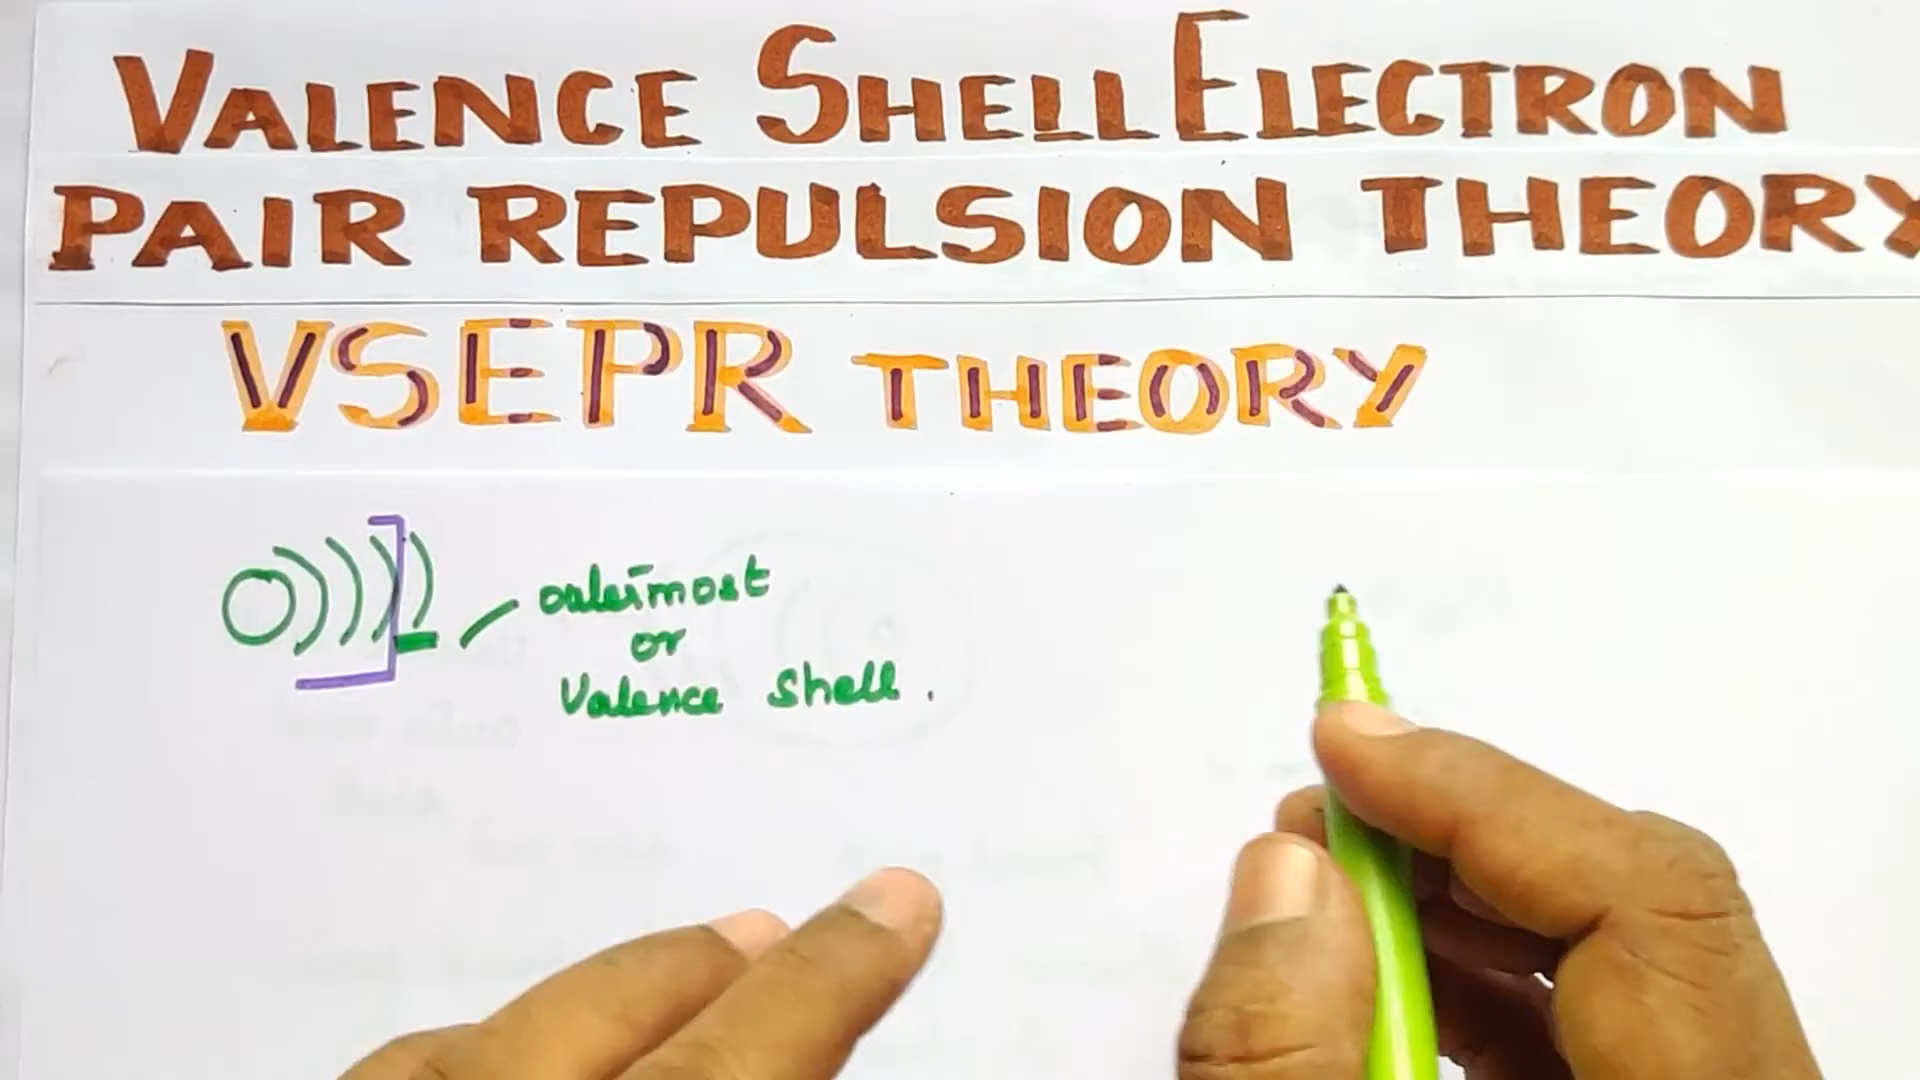 VALENCE SHELL ELECTRON
PAIR REPULSION THEORY
VSEPR THEORY
outermost
or
Valence shell.